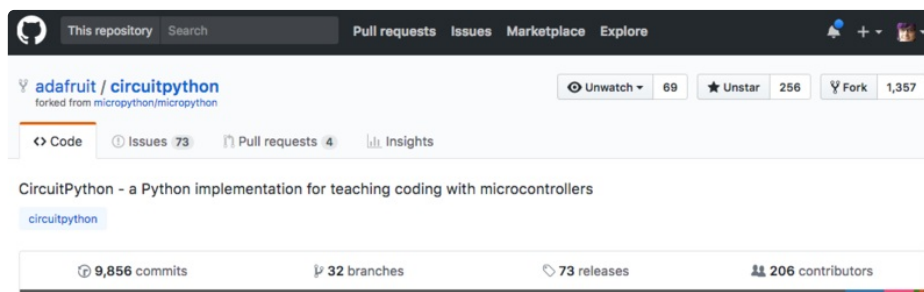 This repository Search Pull requests Issues Marketplace Explore
adafruit / circuitpython Unwatch 69 Unstar 256 Fork 1,357
forked from micropython/micropython
Code Issues 73 Pull requests 4 Insights
CircuitPython - a Python implementation for teaching coding with microcontrollers
circuitpython
9,856 commits 32 branches 73 releases 206 contributors